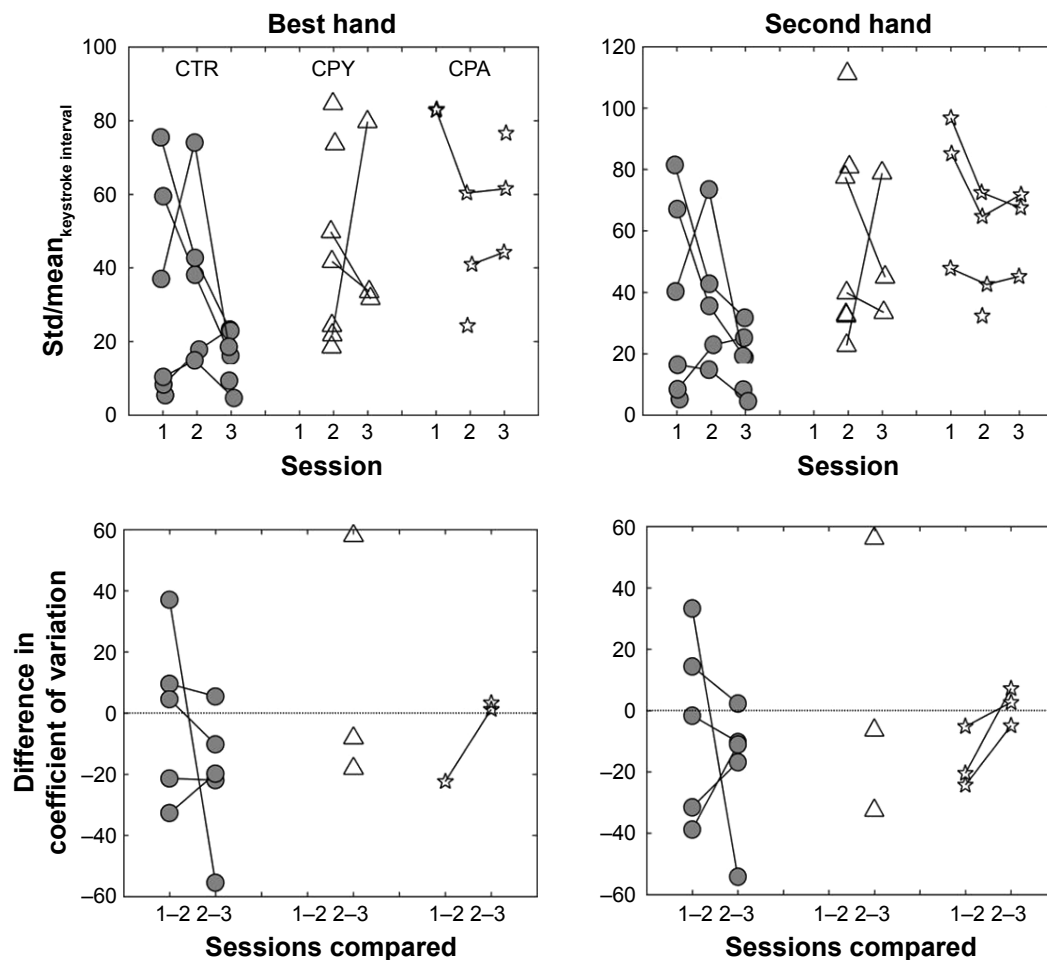 Best hand
Second hand
CTR CPY CPA
Std/mean keystroke interval
100
80
60
40
20
0
1 2 3 1 2 3 1 2 3
Session
120
100
80
60
40
20
0
1 2 3 1 2 3 1 2 3
Session
Difference in
coefficient of variation
60
40
20
0
–20
–40
–60
1–2 2–3 1–2 2–3 1–2 2–3
Sessions compared
60
40
20
0
–20
–40
–60
1–2 2–3 1–2 2–3 1–2 2–3
Sessions compared